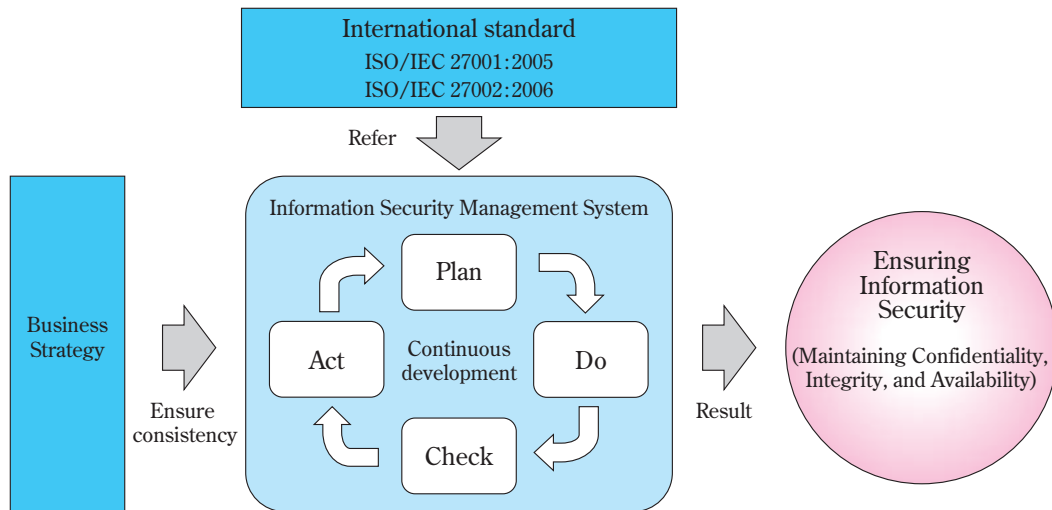 International standard
ISO/IEC 27001:2005
ISO/IEC 27002:2006
Refer
Business
Strategy
Ensure
consistency
Information Security Management System
Plan
Do
Check
Act
Continuous
development
Result
Ensuring
Information
Security
(Maintaining Confidentiality,
Integrity, and Availability)